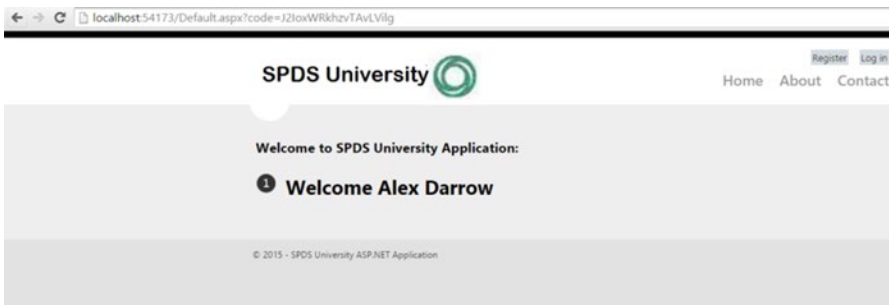 localhost:54173/Default.aspx?code=J2IoxWRkhzvTAvLVilg
Register Log in
SPDS University
Home About Contact
Welcome to SPDS University Application:
1 Welcome Alex Darrow
© 2015 - SPDS University ASP.NET Application